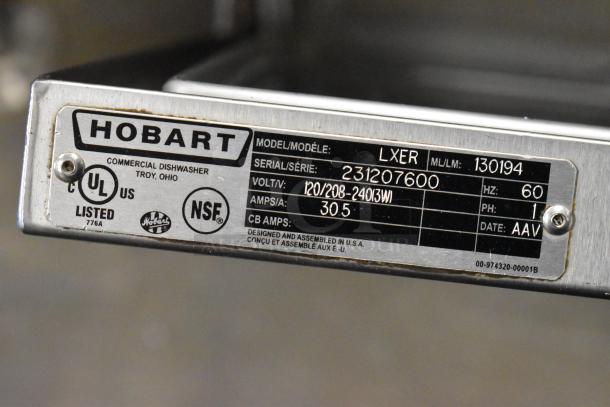 HOBART
COMMERCIAL DISHWASHER
TROY, OHIO
C UL US
LISTED
776A
Hobart
NSF
MODEL/MODÈLE: LXER ML/LM: 130194
SERIAL/SÉRIE: 231207600
VOLT/V: 120/208-240(3W) HZ: 60
AMPS/A: 30.5 PH: 1
CB AMPS: DATE: AAV
DESIGNED AND ASSEMBLED IN U.S.A.
CONÇU ET ASSEMBLÉ AUX É.-U.
00-974320-00001B